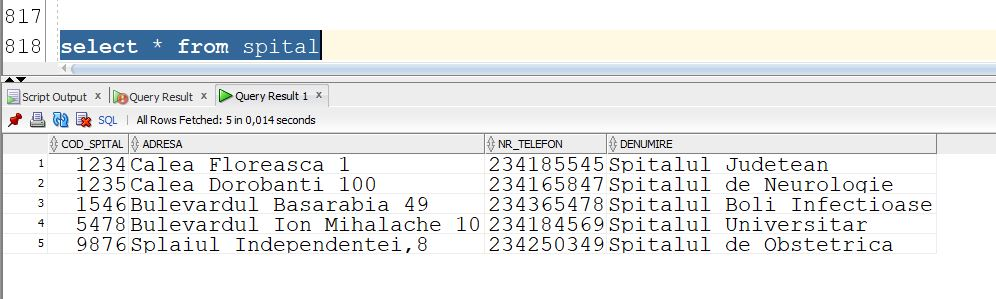 817
818 select * from spital
Script Output x Query Result x Query Result 1 x
SQL | All Rows Fetched: 5 in 0,014 seconds
COD_SPITAL ADRESA NR_TELEFON DENUMIRE
1 1234 Calea Floreasca 1 234185545 Spitalul Judetean
2 1235 Calea Dorobanti 100 234165847 Spitalul de Neurologie
3 1546 Bulevardul Basarabia 49 234365478 Spitalul Boli Infectioase
4 5478 Bulevardul Ion Mihalache 10 234184569 Spitalul Universitar
5 9876 Splaiul Independentei,8 234250349 Spitalul de Obstetrica